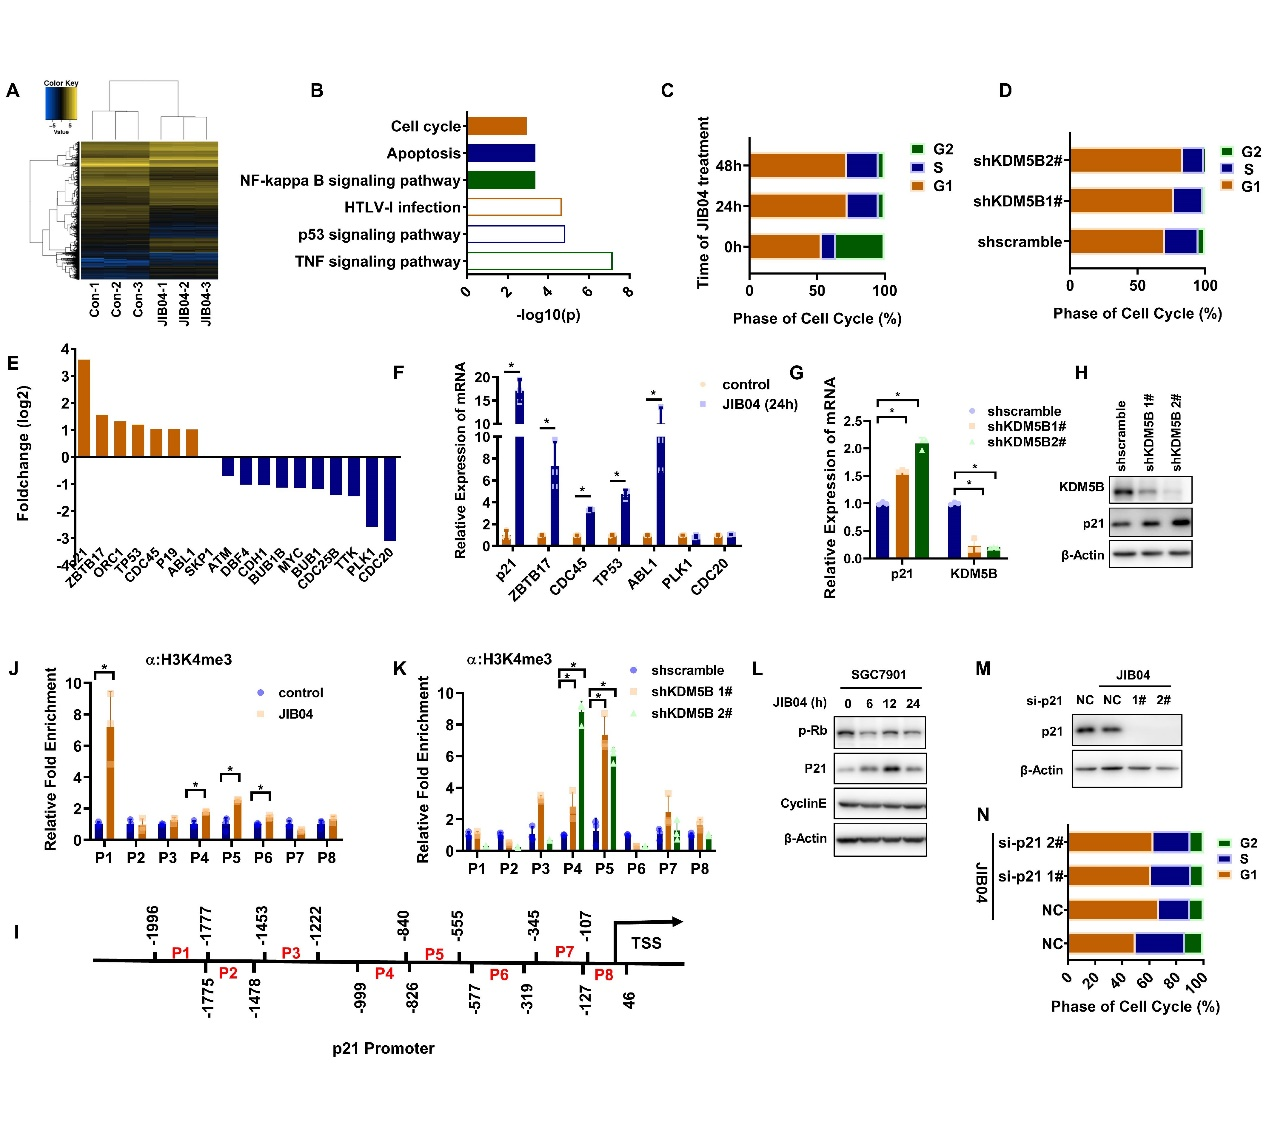 A
Color Key
-5 5
Value
Con-1
Con-2
Con-3
JIB04-1
JIB04-2
JIB04-3
B
Cell cycle
Apoptosis
NF-kappa B signaling pathway
HTLV-I infection
p53 signaling pathway
TNF signaling pathway
0 2 4 6 8
-log10(p)
C
Time of JIB04 treatment
48h
24h
0h
0 50 100
Phase of Cell Cycle (%)
G2
S
G1
D
shKDM5B2#
shKDM5B1#
shscramble
0 50 100
Phase of Cell Cycle (%)
G2
S
G1
E
Foldchange (log2)
4
3
2
1
0
-1
-2
-3
-4
P21
ZBTB17
ORC1
TP53
CDC45
P19
ABL1
SKP1
ATM
DBF4
CDH1
BUB1B
MYC
BUB1
CDC25B
TTK
PLK1
CDC20
F
Relative Expression of mRNA
20
15
10
10
8
6
4
2
0
* * * * *
p21
ZBTB17
CDC45
TP53
ABL1
PLK1
CDC20
control
JIB04 (24h)
G
Relative Expression of mRNA
2.5
2.0
1.5
1.0
0.5
0.0
* * * *
p21 KDM5B
shscramble
shKDM5B1#
shKDM5B2#
H
shscramble
shKDM5B 1#
shKDM5B 2#
KDM5B
p21
β-Actin
J
α:H3K4me3
Relative Fold Enrichment
10
8
6
4
2
0
* * * *
P1 P2 P3 P4 P5 P6 P7 P8
control
JIB04
K
α:H3K4me3
Relative Fold Enrichment
10
8
6
4
2
0
* * * *
P1 P2 P3 P4 P5 P6 P7 P8
shscramble
shKDM5B 1#
shKDM5B 2#
L
SGC7901
JIB04 (h) 0 6 12 24
p-Rb
P21
CyclinE
β-Actin
M
JIB04
si-p21 NC NC 1# 2#
p21
β-Actin
N
JIB04
si-p21 2#
si-p21 1#
NC
NC
0 20 40 60 80 100
Phase of Cell Cycle (%)
G2
S
G1
I
-1996 -1777 -1453 -1222 -840 -555 -345 -107
P1 P3 P5 P7 TSS
P2 P4 P6 P8
-1775 -1478 -999 -826 -577 -319 -127 46
p21 Promoter